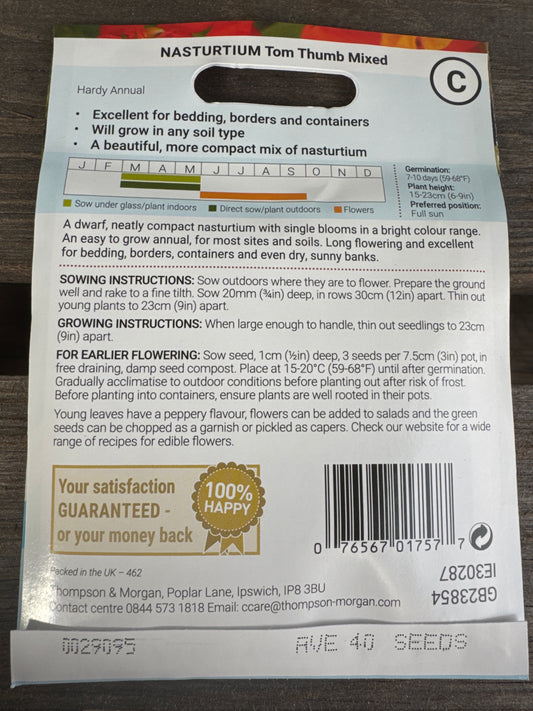 NASTURTIUM Tom Thumb Mixed
C
Hardy Annual
• Excellent for bedding, borders and containers
• Will grow in any soil type
• A beautiful, more compact mix of nasturtium
J F M A M J J A S O N D
Sow under glass/plant indoors Direct sow/plant outdoors Flowers
Germination:
7-10 days (59-68°F)
Plant height:
15-23cm (6-9in)
Preferred position:
Full sun
A dwarf, neatly compact nasturtium with single blooms in a bright colour range.
An easy to grow annual, for most sites and soils. Long flowering and excellent
for bedding, borders, containers and even dry, sunny banks.
SOWING INSTRUCTIONS: Sow outdoors where they are to flower. Prepare the ground
well and rake to a fine tilth. Sow 20mm (¾in) deep, in rows 30cm (12in) apart. Thin out
young plants to 23cm (9in) apart.
GROWING INSTRUCTIONS: When large enough to handle, thin out seedlings to 23cm
(9in) apart.
FOR EARLIER FLOWERING: Sow seed, 1cm (½in) deep, 3 seeds per 7.5cm (3in) pot, in
free draining, damp seed compost. Place at 15-20°C (59-68°F) until after germination.
Gradually acclimatise to outdoor conditions before planting out after risk of frost.
Before planting into containers, ensure plants are well rooted in their pots.
Young leaves have a peppery flavour, flowers can be added to salads and the green
seeds can be chopped as a garnish or pickled as capers. Check our website for a wide
range of recipes for edible flowers.
Your satisfaction
GUARANTEED -
or your money back
100%
HAPPY
0 76567 01757 7
C
GB23854
IE30287
Packed in the UK – 462
Thompson & Morgan, Poplar Lane, Ipswich, IP8 3BU
Contact centre 0844 573 1818 Email: ccare@thompson-morgan.com
0029095 AVE 40 SEEDS